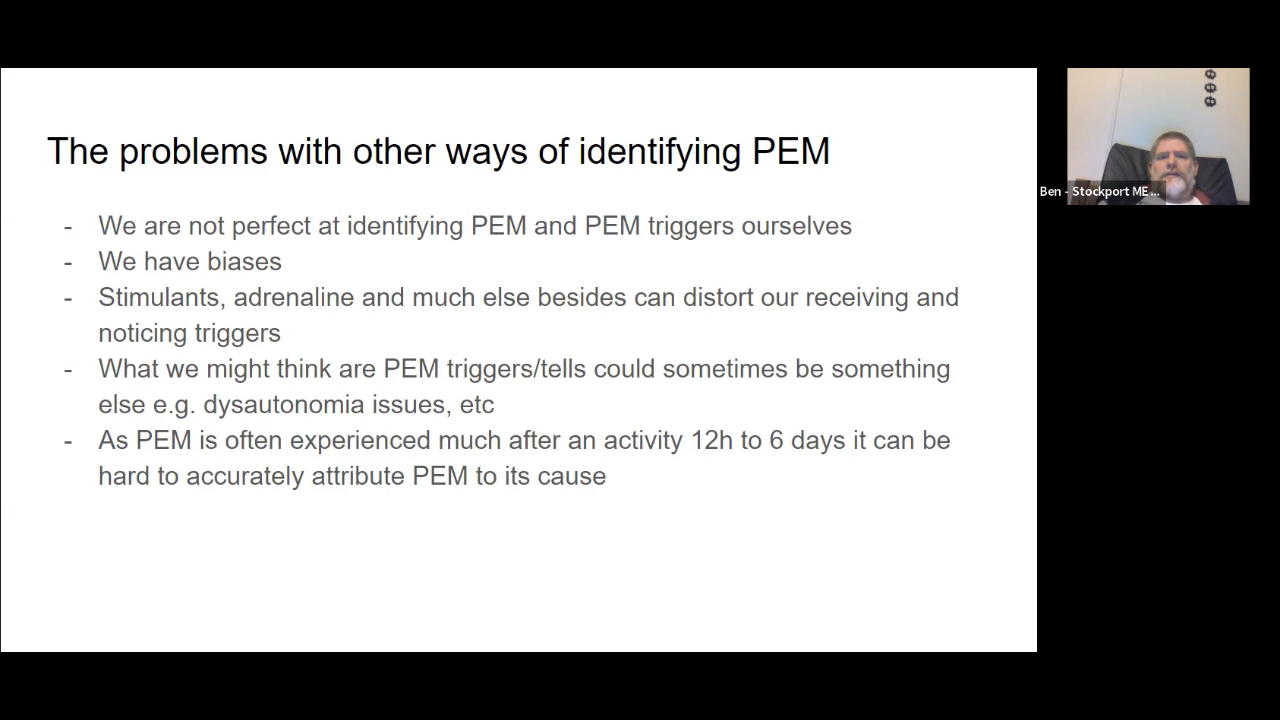 The problems with other ways of identifying PEM
- We are not perfect at identifying PEM and PEM triggers ourselves
- We have biases
- Stimulants, adrenaline and much else besides can distort our receiving and
noticing triggers
- What we might think are PEM triggers/tells could sometimes be something
else e.g. dysautonomia issues, etc
- As PEM is often experienced much after an activity 12h to 6 days it can be
hard to accurately attribute PEM to its cause
Ben - Stockport ME ...